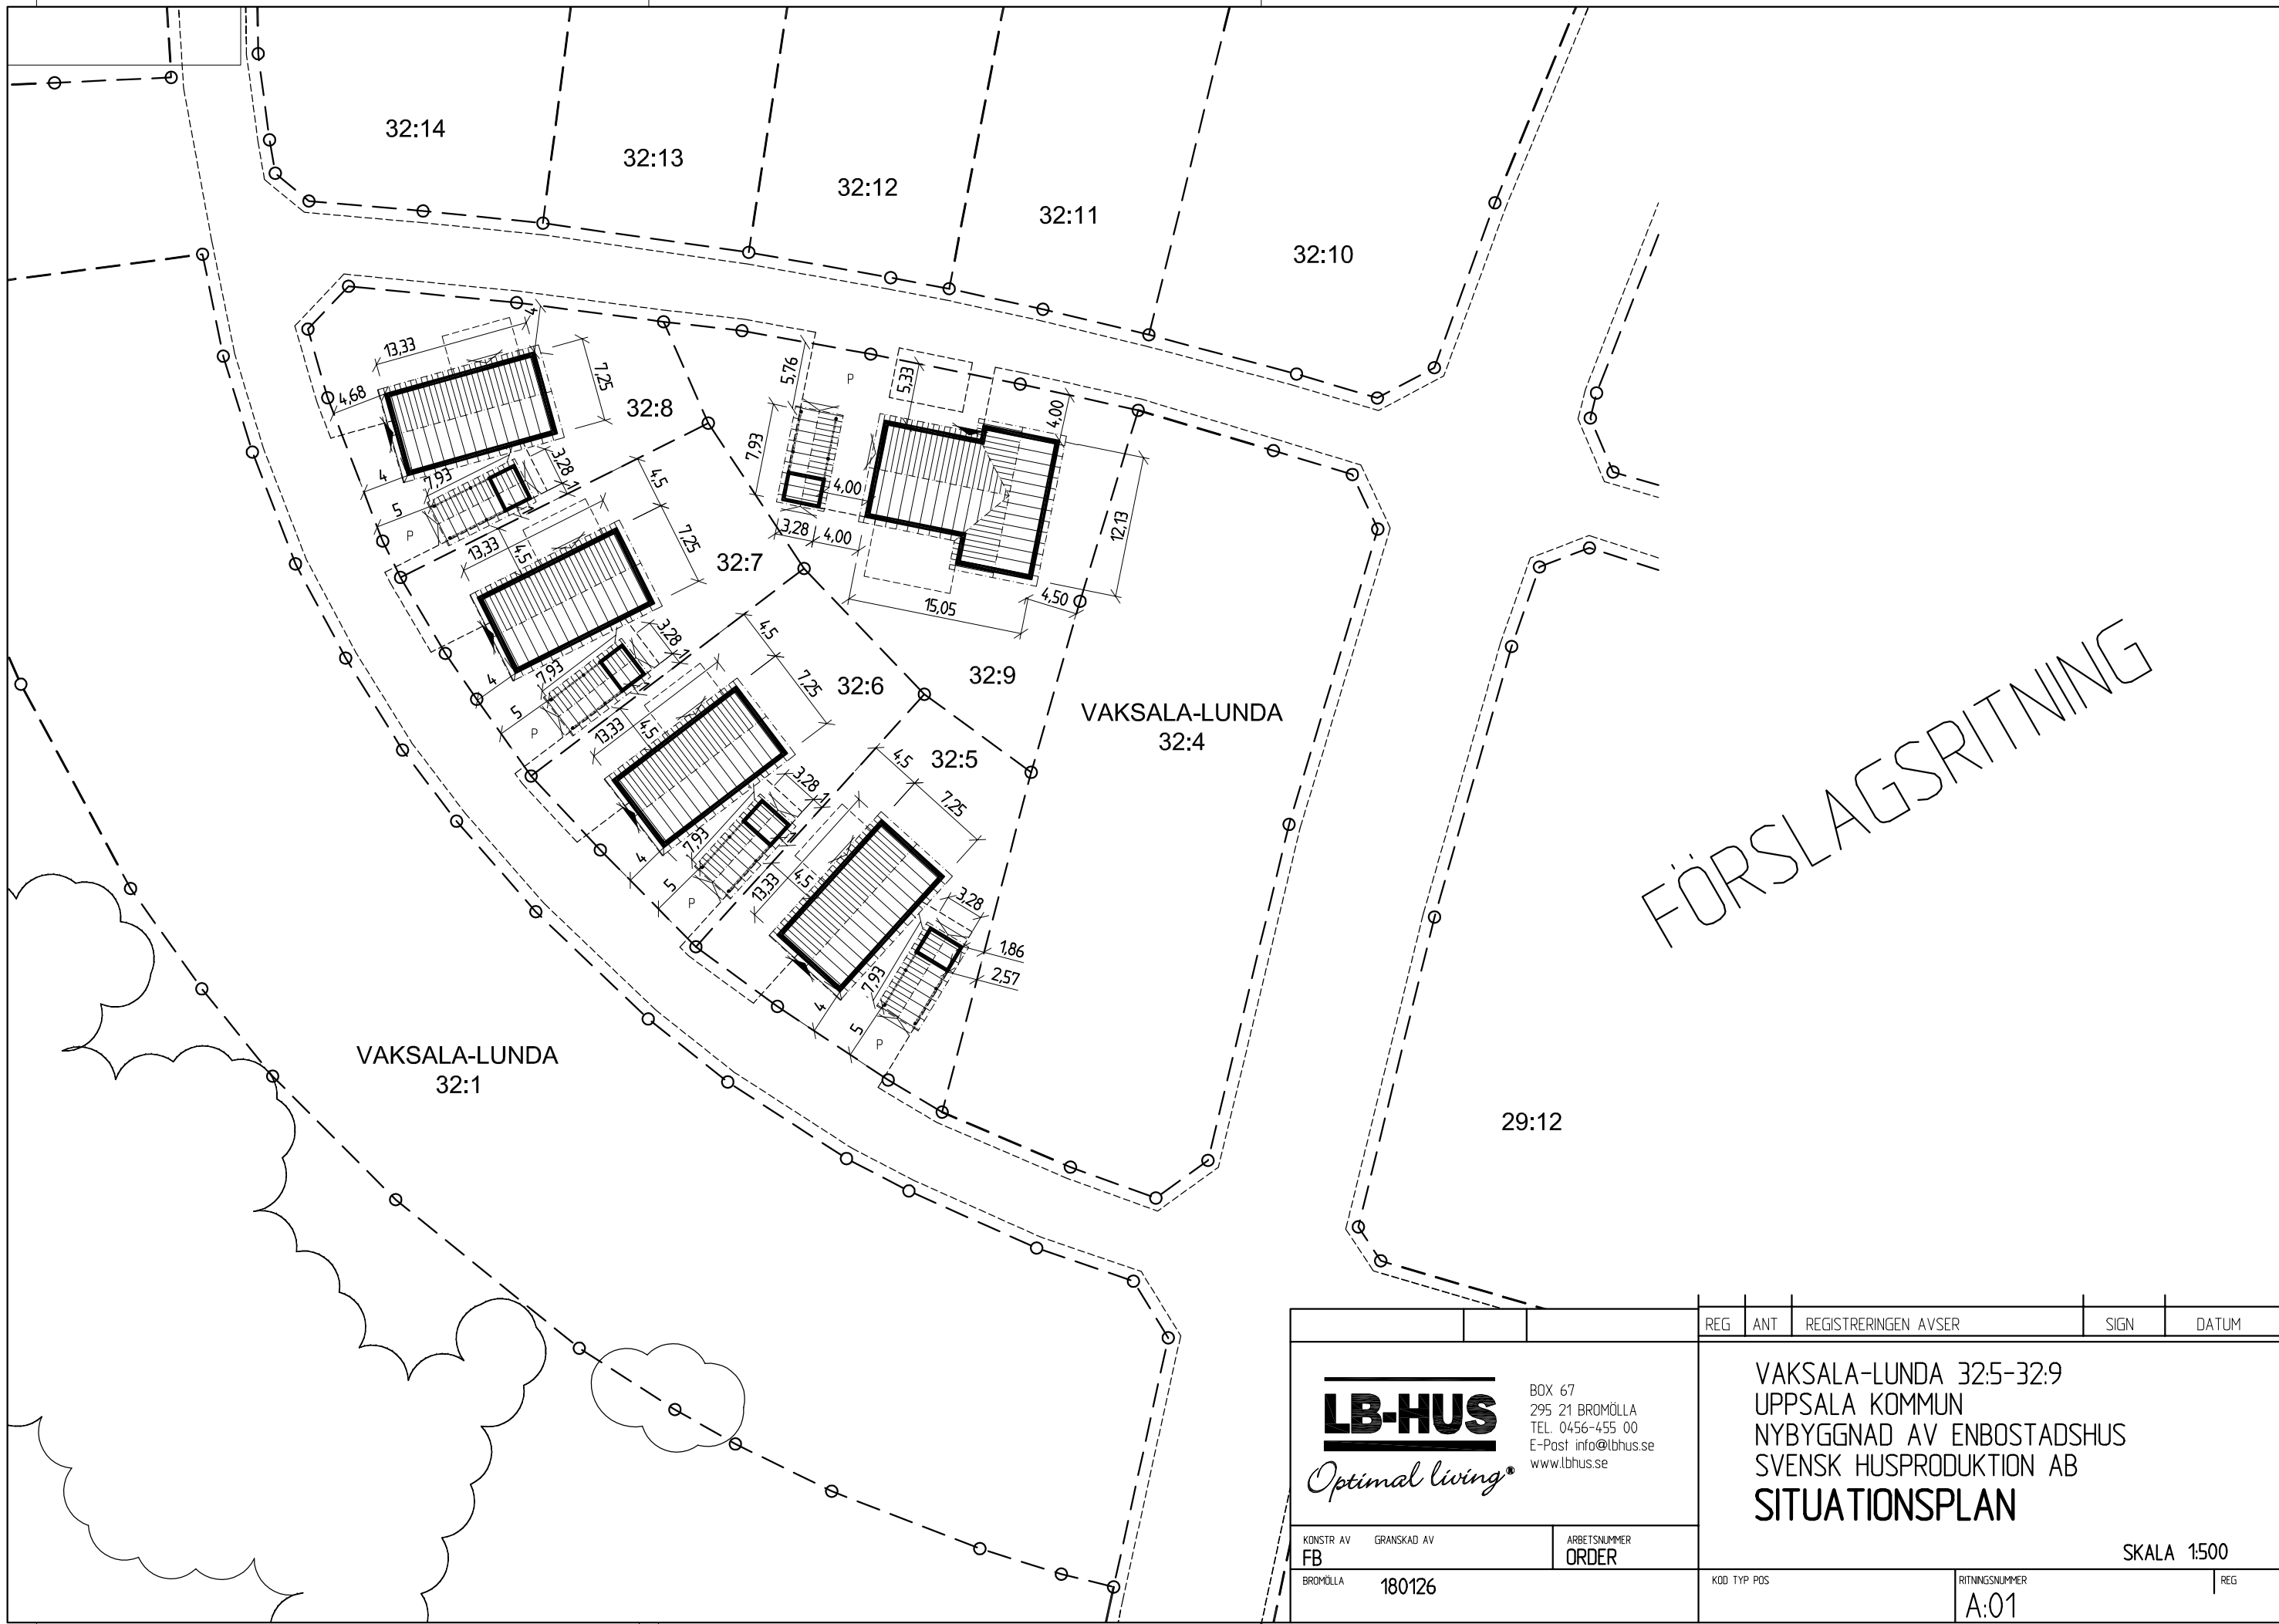 32:14
32:13
32:12
32:11
32:10
13,33
4
7,25
4,68
32:8
4
7,93
3,28
1
5
P
5,76
P
5,33
4,00
7,93
4,00
3,28
4,00
12,13
15,05
4,50
4,5
7,25
13,33
4,5
32:7
4
7,93
3,28
1
5
P
4,5
7,25
13,33
4,5
32:6
32:9
VAKSALA-LUNDA
32:4
4
7,93
3,28
1
5
P
4,5
32:5
7,25
13,33
4,5
3,28
1,86
2,57
7,93
4
5
P
FÖRSLAGSRITNING
VAKSALA-LUNDA
32:1
29:12
REG ANT REGISTRERINGEN AVSER SIGN DATUM
LB-HUS
Optimal living®
BOX 67
295 21 BROMÖLLA
TEL. 0456-455 00
E-Post info@lbhus.se
www.lbhus.se
VAKSALA-LUNDA 32:5-32:9
UPPSALA KOMMUN
NYBYGGNAD AV ENBOSTADSHUS
SVENSK HUSPRODUKTION AB
SITUATIONSPLAN
SKALA 1:500
KONSTR AV GRANSKAD AV ARBETSNUMMER
FB ORDER
BROMÖLLA 180126
KOD TYP POS RITNINGSNUMMER REG
A:01